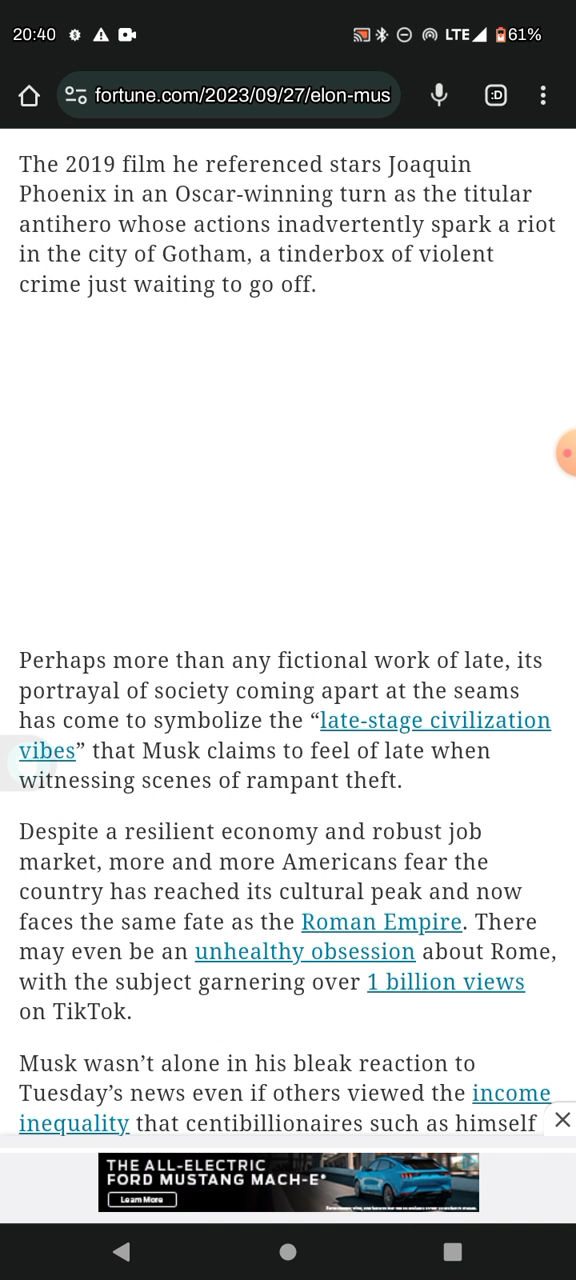 20:40
LTE 61%
fortune.com/2023/09/27/elon-mus
:D
The 2019 film he referenced stars Joaquin
Phoenix in an Oscar-winning turn as the titular
antihero whose actions inadvertently spark a riot
in the city of Gotham, a tinderbox of violent
crime just waiting to go off.
Perhaps more than any fictional work of late, its
portrayal of society coming apart at the seams
has come to symbolize the “late-stage civilization
vibes” that Musk claims to feel of late when
witnessing scenes of rampant theft.
Despite a resilient economy and robust job
market, more and more Americans fear the
country has reached its cultural peak and now
faces the same fate as the Roman Empire. There
may even be an unhealthy obsession about Rome,
with the subject garnering over 1 billion views
on TikTok.
Musk wasn’t alone in his bleak reaction to
Tuesday’s news even if others viewed the income
inequality that centibillionaires such as himself
THE ALL-ELECTRIC
FORD MUSTANG MACH-E®
Learn More